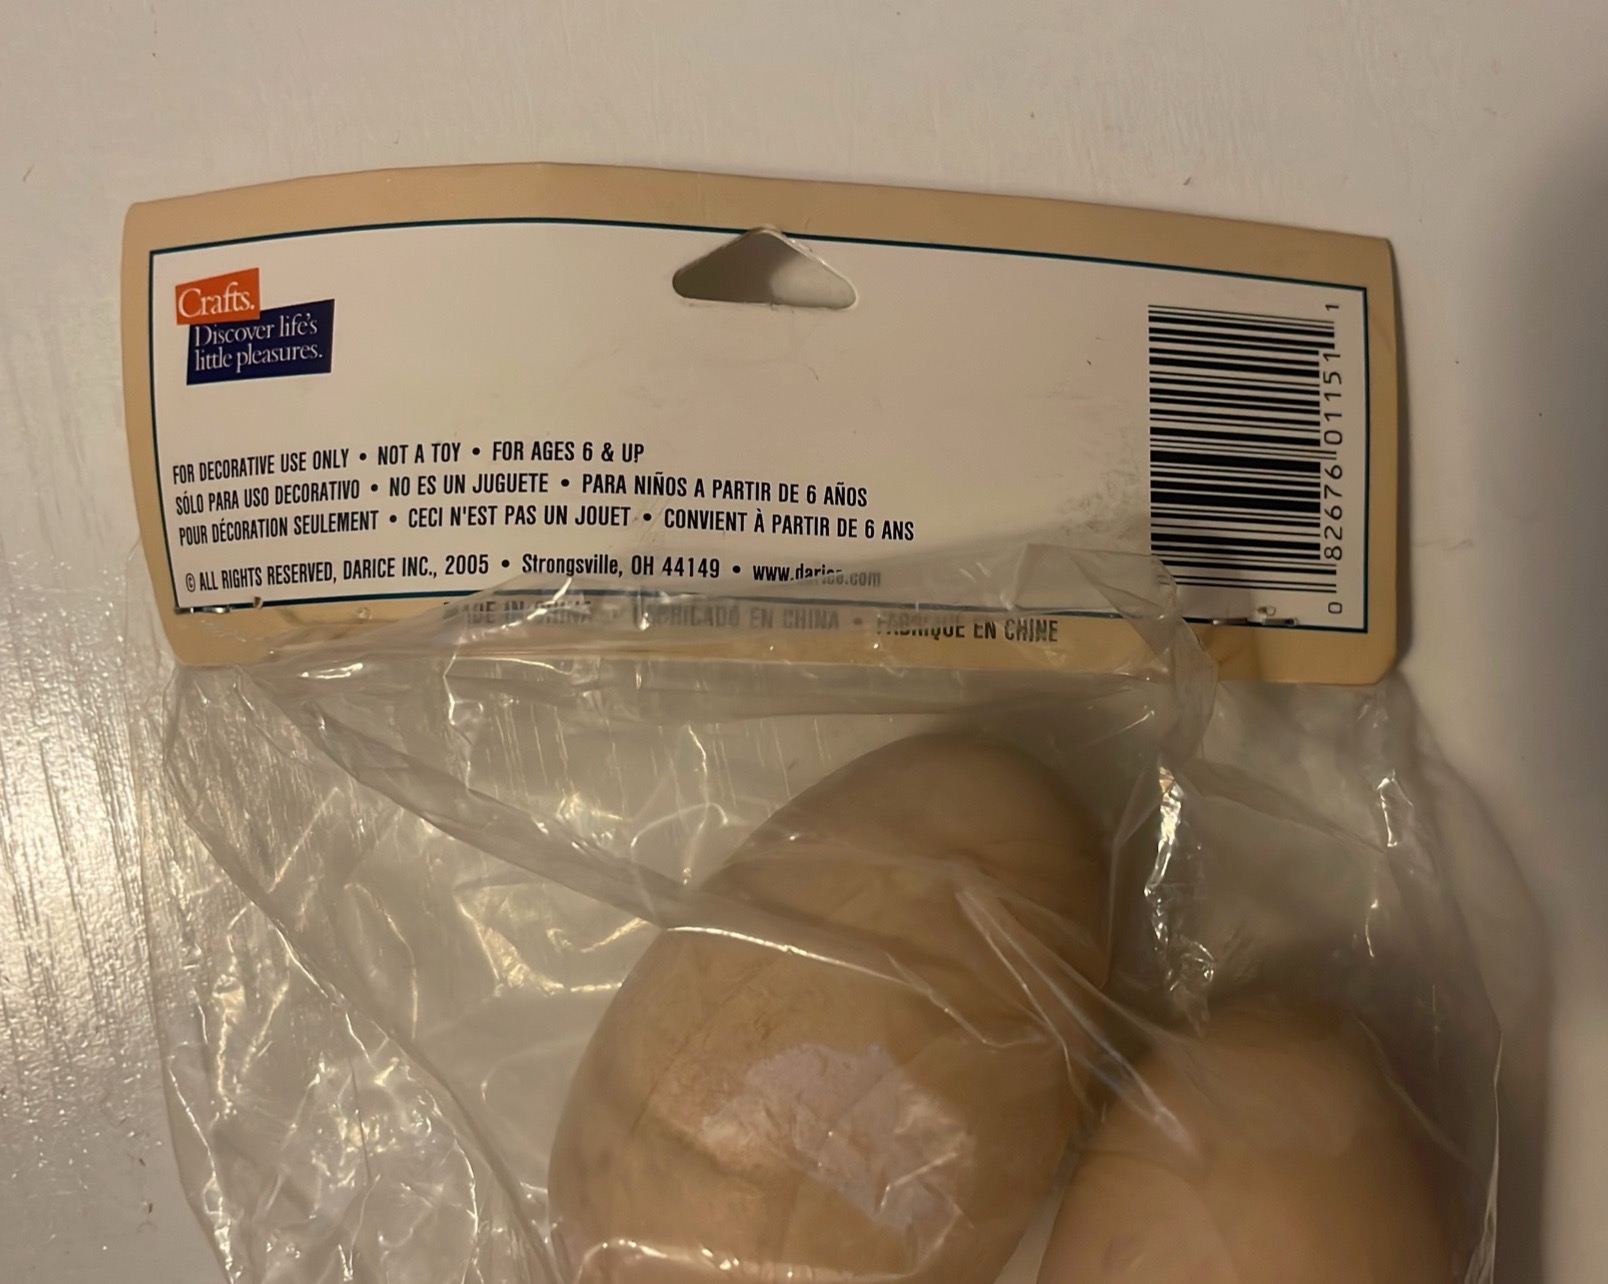 Crafts.
Discover life's
little pleasures.
FOR DECORATIVE USE ONLY • NOT A TOY • FOR AGES 6 & UP
SÓLO PARA USO DECORATIVO • NO ES UN JUGUETE • PARA NIÑOS A PARTIR DE 6 AÑOS
POUR DÉCORATION SEULEMENT • CECI N'EST PAS UN JOUET • CONVIENT À PARTIR DE 6 ANS
© ALL RIGHTS RESERVED, DARICE INC., 2005 • Strongsville, OH 44149 • www.darice.com
MADE IN CHINA • FABRICADO EN CHINA • FABRIQUE EN CHINE
0 82676 01151 1